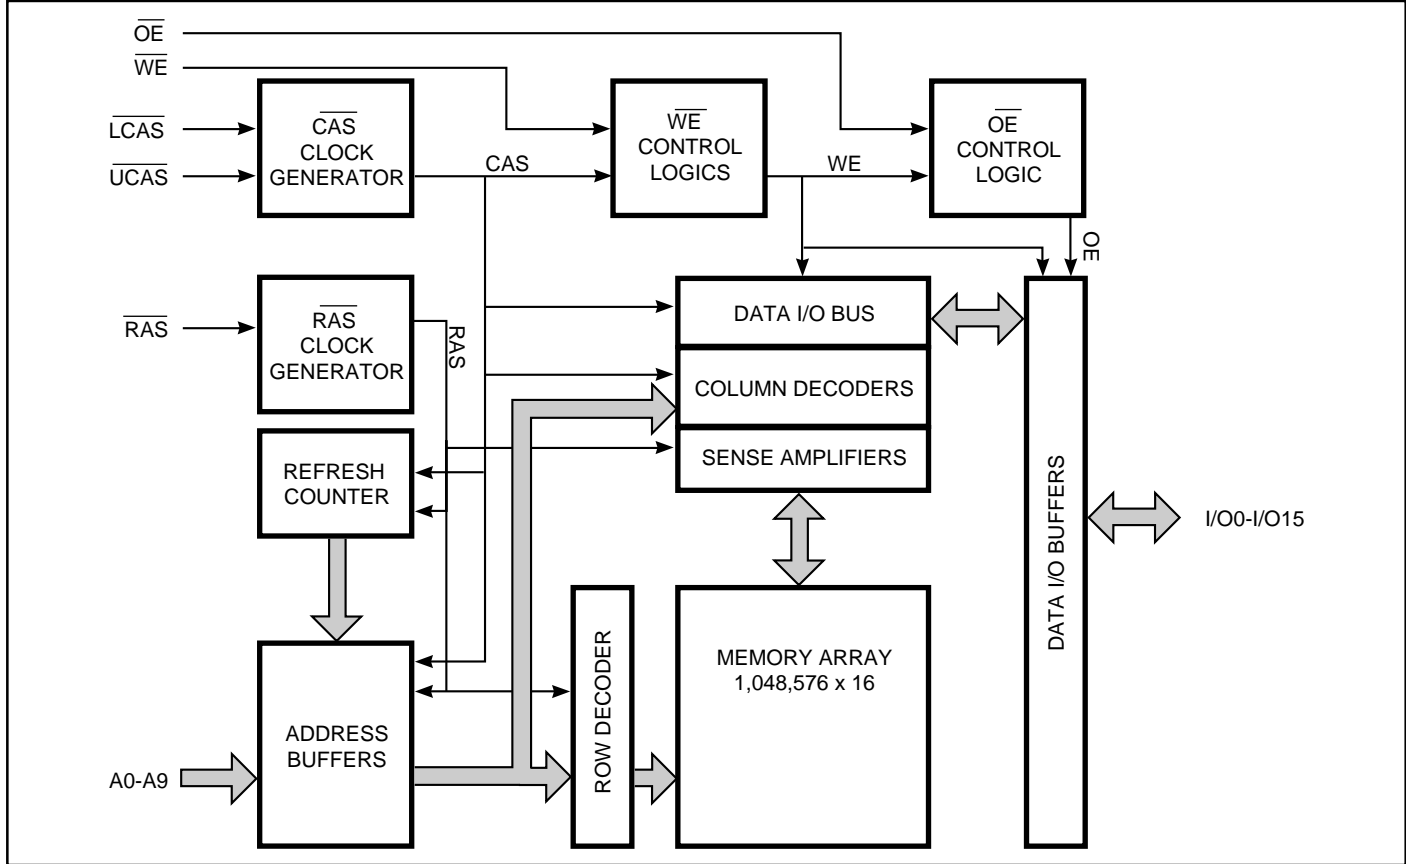 OE
WE
LCAS
UCAS
CAS
CLOCK
GENERATOR
CAS
WE
CONTROL
LOGICS
WE
OE
CONTROL
LOGIC
OE
RAS
RAS
CLOCK
GENERATOR
RAS
DATA I/O BUS
COLUMN DECODERS
SENSE AMPLIFIERS
REFRESH
COUNTER
DATA I/O BUFFERS
I/O0-I/O15
ADDRESS
BUFFERS
A0-A9
ROW DECODER
MEMORY ARRAY
1,048,576 x 16